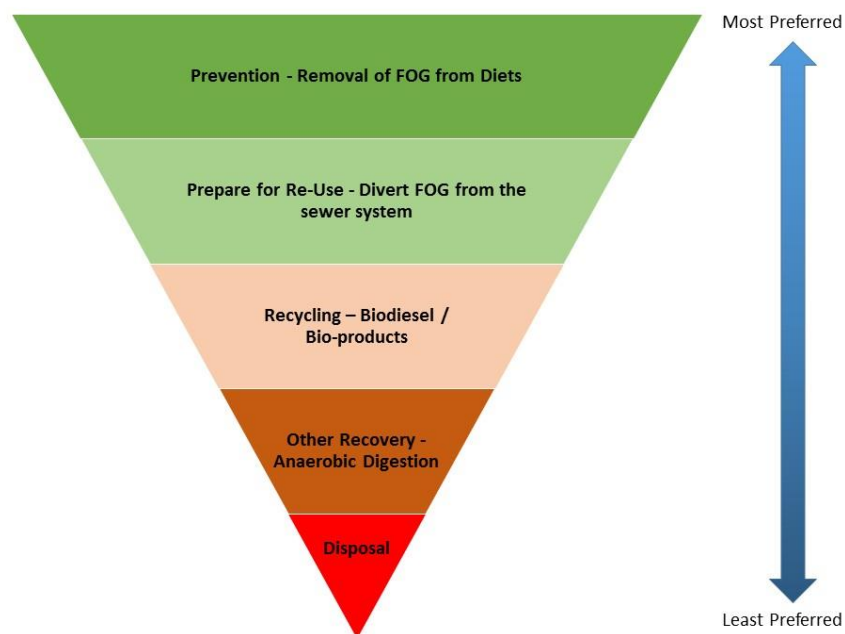 Most Preferred
Prevention - Removal of FOG from Diets
Prepare for Re-Use - Divert FOG from the
sewer system
Recycling – Biodiesel /
Bio-products
Other Recovery -
Anaerobic Digestion
Disposal
Least Preferred